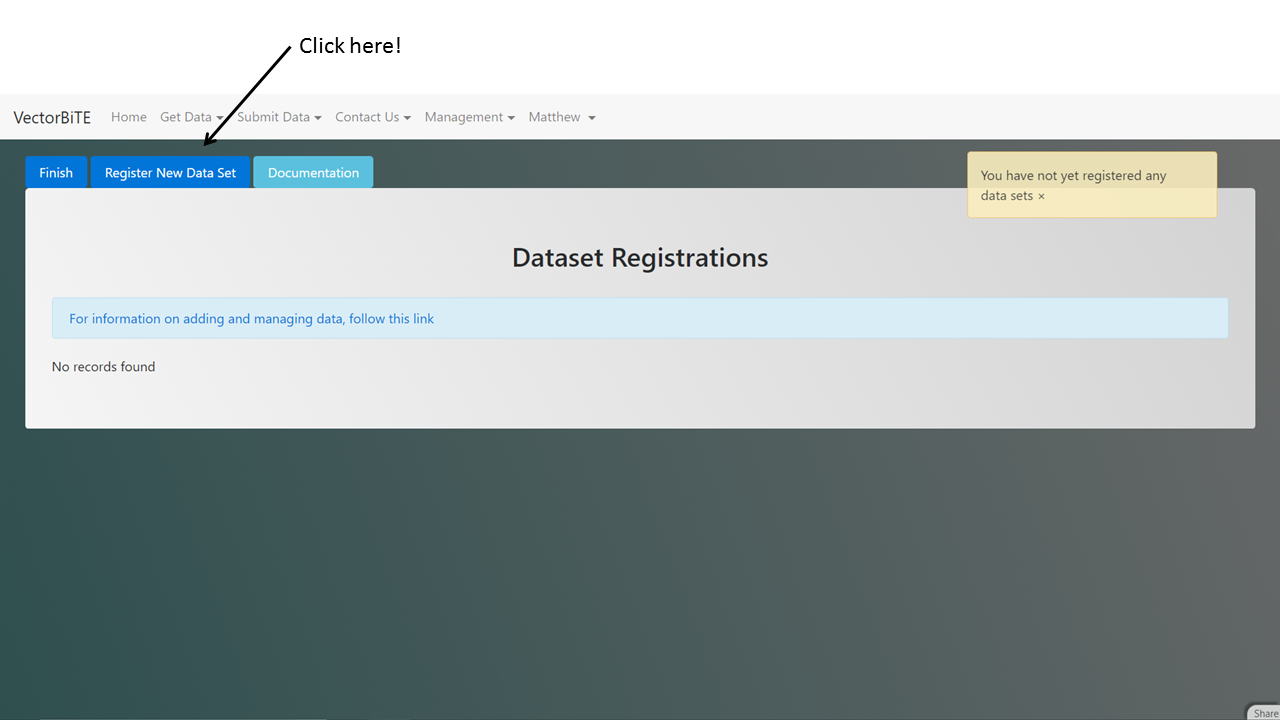 Click here!
VectorBiTE Home Get Data Submit Data Contact Us Management Matthew
Finish Register New Data Set Documentation
You have not yet registered any
data sets ×
Dataset Registrations
For information on adding and managing data, follow this link
No records found
Share